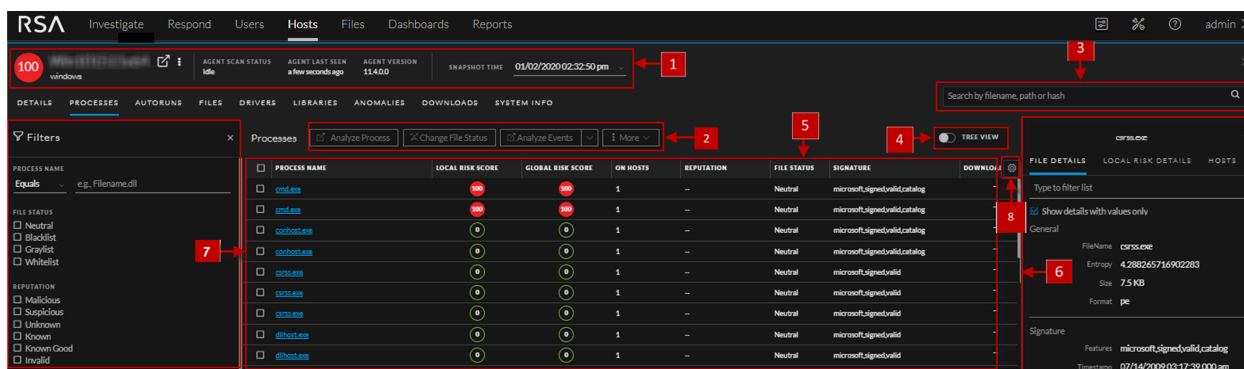 RSA Investigate Respond Users Hosts Files Dashboards Reports admin
3
100 windows
AGENT SCAN STATUS Idle
AGENT LAST SEEN a few seconds ago
AGENT VERSION 11.4.0.0
SNAPSHOT TIME 01/02/2020 02:32:50 pm
1
DETAILS PROCESSES AUTORUNS FILES DRIVERS LIBRARIES ANOMALIES DOWNLOADS SYSTEM INFO
Search by filename, path or hash
Filters
PROCESS NAME
Equals e.g., Filename.dll
FILE STATUS
Neutral
Blacklist
Graylist
Whitelist
REPUTATION
Malicious
Suspicious
Unknown
Known
Known Good
Invalid
7
Processes Analyze Process Change File Status Analyze Events More
2
5
4
TREE VIEW
PROCESS NAME LOCAL RISK SCORE GLOBAL RISK SCORE ON HOSTS REPUTATION FILE STATUS SIGNATURE DOWNLOA
cmd.exe 100 100 1 -- Neutral microsoft,signed,valid,catalog
cmd.exe 100 100 1 -- Neutral microsoft,signed,valid,catalog
conhost.exe 0 0 1 -- Neutral microsoft,signed,valid,catalog
conhost.exe 0 0 1 -- Neutral microsoft,signed,valid,catalog
csrss.exe 0 0 1 -- Neutral microsoft,signed,valid
csrss.exe 0 0 1 -- Neutral microsoft,signed,valid
csrss.exe 0 0 1 -- Neutral microsoft,signed,valid
dllhost.exe 0 0 1 -- Neutral microsoft,signed,valid
dllhost.exe 0 0 1 -- Neutral microsoft,signed,valid
8
6
csrss.exe
FILE DETAILS LOCAL RISK DETAILS HOSTS
Type to filter list
Show details with values only
General
FileName csrss.exe
Entropy 4.288265716902283
Size 7.5 KB
Format pe
Signature
Features microsoft,signed,valid,catalog
Timestamp 07/14/2009 03:17:39.000 am